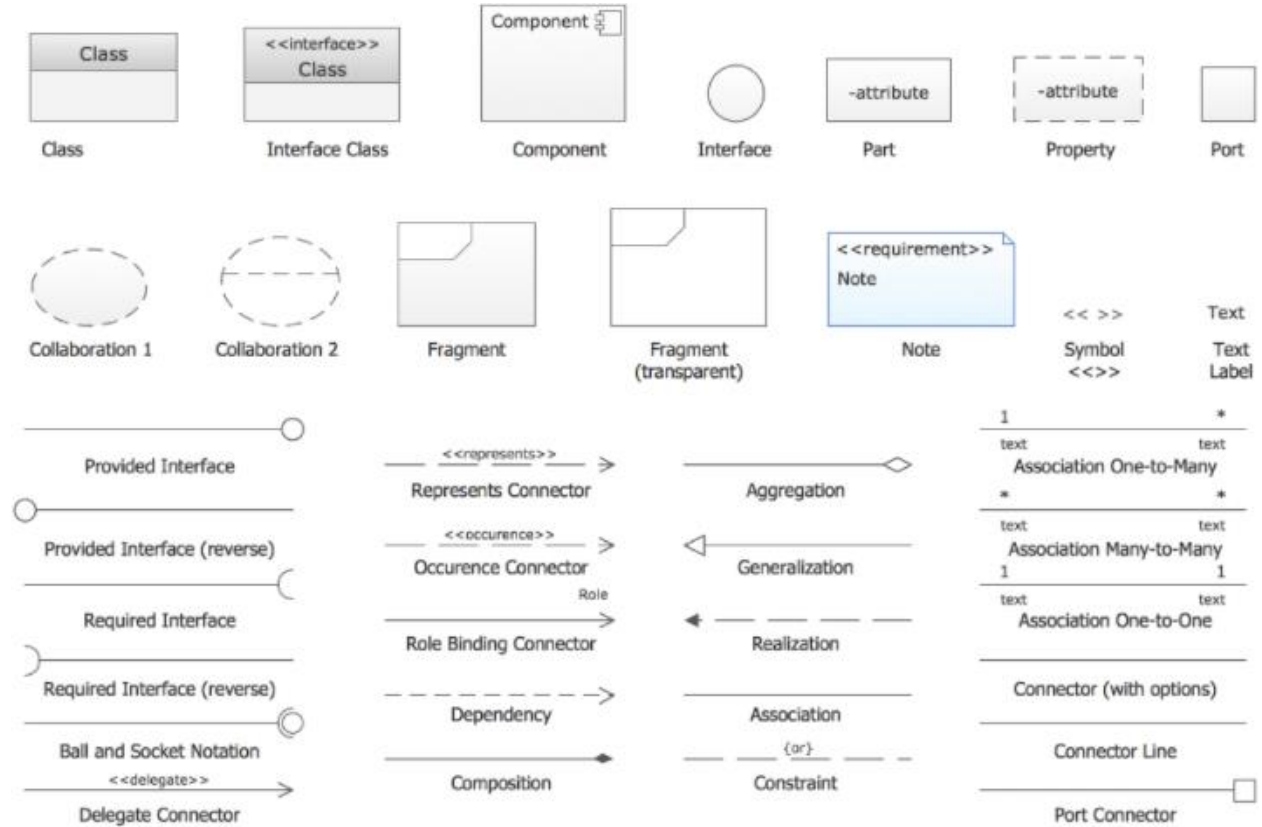 Class
Class
<<interface>>
Class
Interface Class
Component
Component
Interface
-attribute
Part
-attribute
Property
Port
Collaboration 1
Collaboration 2
Fragment
Fragment
(transparent)
<<requirement>>
Note
Note
<< >>
Symbol
<<>>
Text
Text
Label
Provided Interface
Provided Interface (reverse)
Required Interface
Required Interface (reverse)
Ball and Socket Notation
<<delegate>>
Delegate Connector
<<represents>>
Represents Connector
<<occurence>>
Occurence Connector
Role
Role Binding Connector
Dependency
Composition
Aggregation
Generalization
Realization
Association
{or}
Constraint
1 *
text text
Association One-to-Many
* *
text text
Association Many-to-Many
1 1
text text
Association One-to-One
Connector (with options)
Connector Line
Port Connector